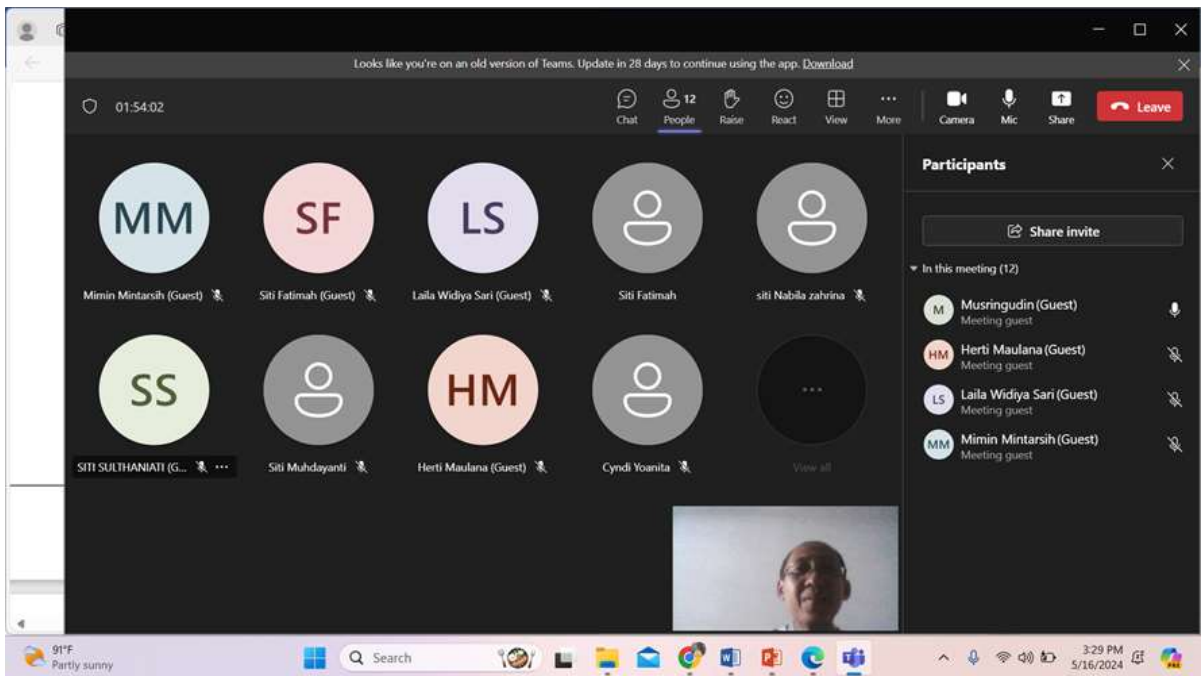 Looks like you're on an old version of Teams. Update in 28 days to continue using the app. Download
01:54:02
Chat
12
People
Raise
React
View
More
Camera
Mic
Share
Leave
MM
SF
LS
Mimin Mintarsih (Guest)
Siti Fatimah (Guest)
Laila Widiya Sari (Guest)
Siti Fatimah
siti Nabila zahrina
SS
HM
SITI SULTHANIATI (G...
Siti Muhdayanti
Herti Maulana (Guest)
Cyndi Yoanita
View all
Participants
Share invite
In this meeting (12)
M
Musringudin (Guest)
Meeting guest
HM
Herti Maulana (Guest)
Meeting guest
LS
Laila Widiya Sari (Guest)
Meeting guest
MM
Mimin Mintarsih (Guest)
Meeting guest
91°F
Partly sunny
Search
3:29 PM
5/16/2024
PRE